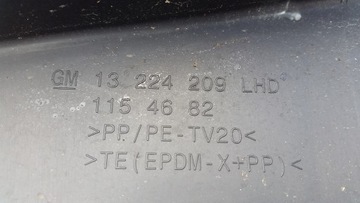 GM 13 224 209 LHD
115 46 82
>PP/PE-TV20<
>TE(EPDM-X+PP)<